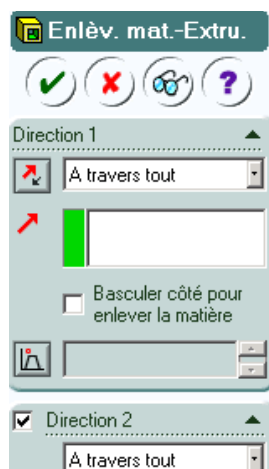 Enlèv. mat.-Extru.
?
Direction 1
A travers tout
Basculer côté pour
enlever la matière
Direction 2
A travers tout